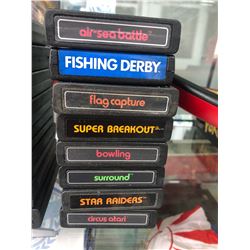 air·sea battle
FISHING DERBY
flag capture
SUPER BREAKOUT
bowling
surround
STAR RAIDERS
circus atari